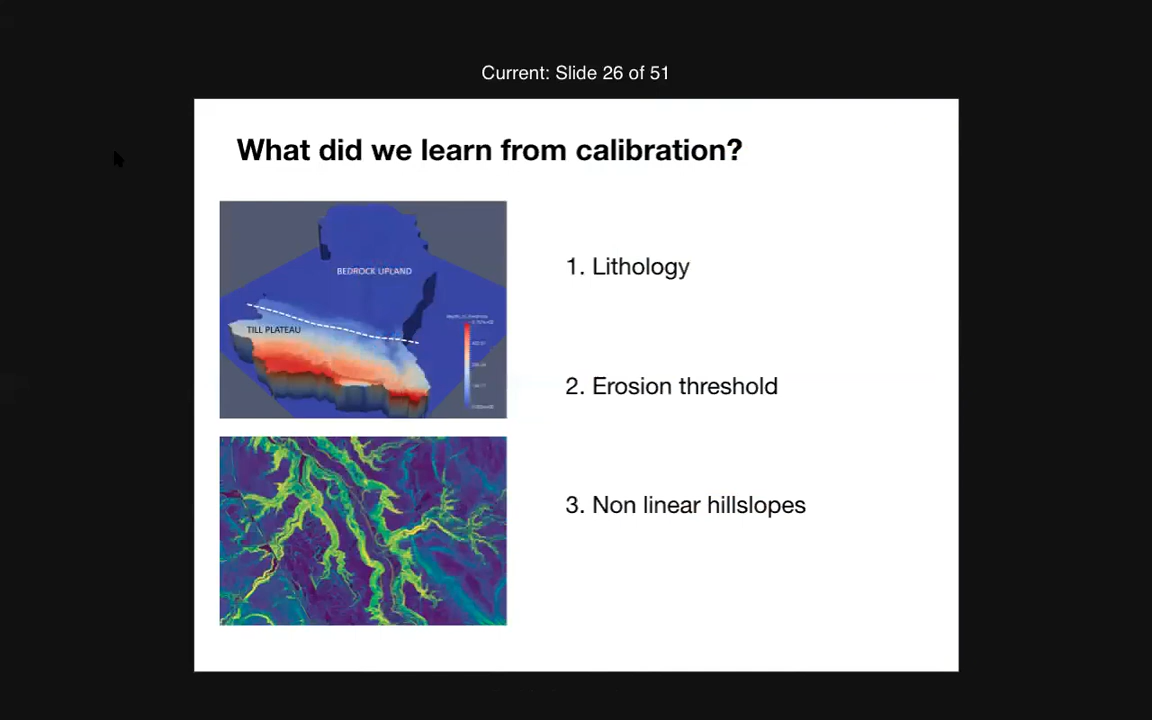 Current: Slide 26 of 51
What did we learn from calibration?
BEDROCK UPLAND
TILL PLATEAU
1. Lithology
2. Erosion threshold
3. Non linear hillslopes